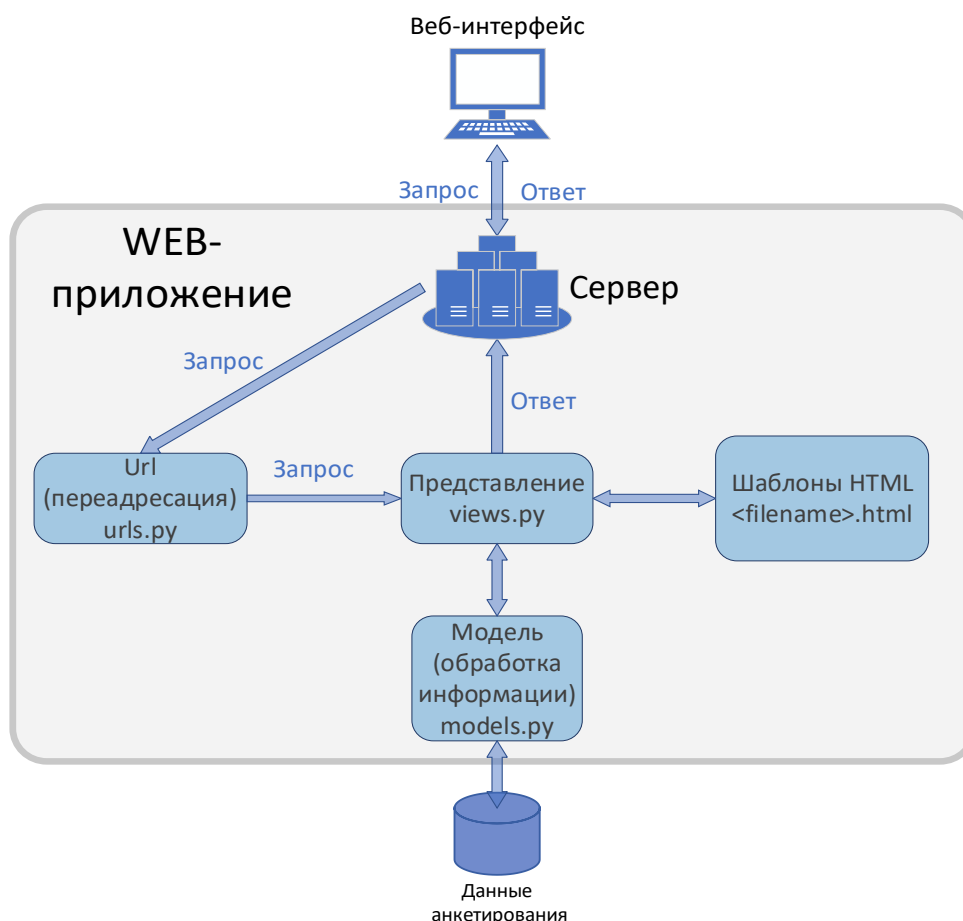 Веб-интерфейс
Запрос
Ответ
WEB-
приложение
Сервер
Запрос
Ответ
Url
(переадресация)
urls.py
Запрос
Представление
views.py
Шаблоны HTML
<filename>.html
Модель
(обработка
информации)
models.py
Данные
анкетирования